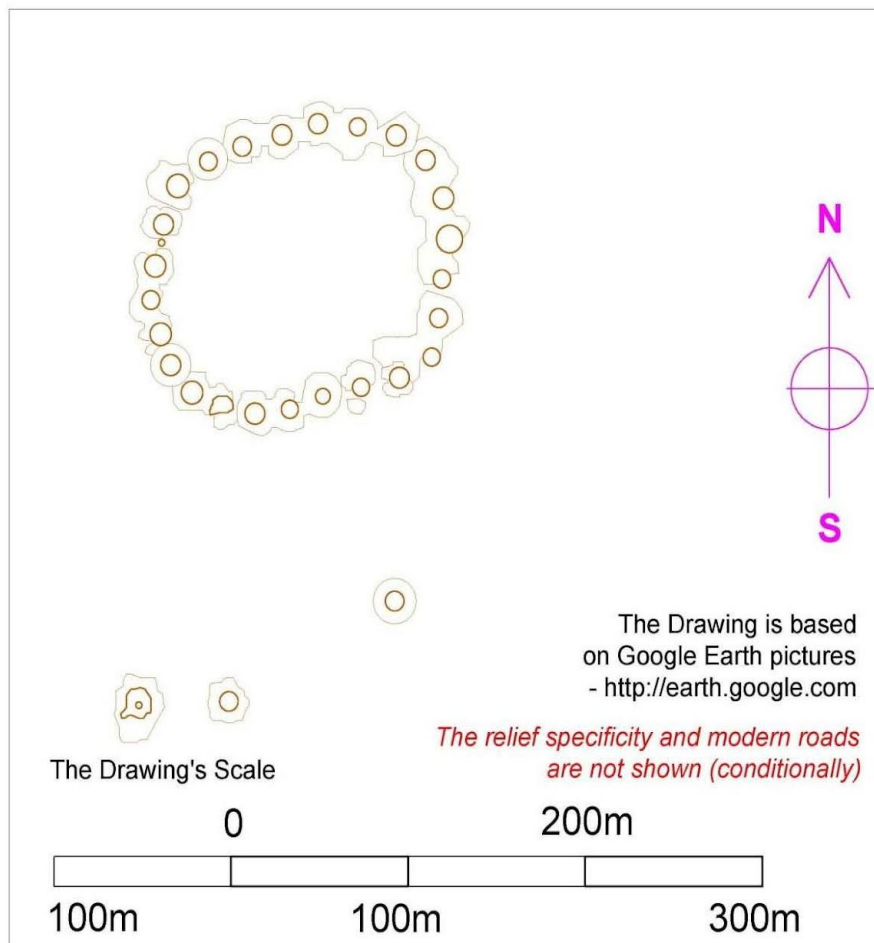 N
S
The Drawing is based
on Google Earth pictures
- http://earth.google.com
The relief specificity and modern roads
are not shown (conditionally)
The Drawing's Scale
0 200m
100m 100m 300m